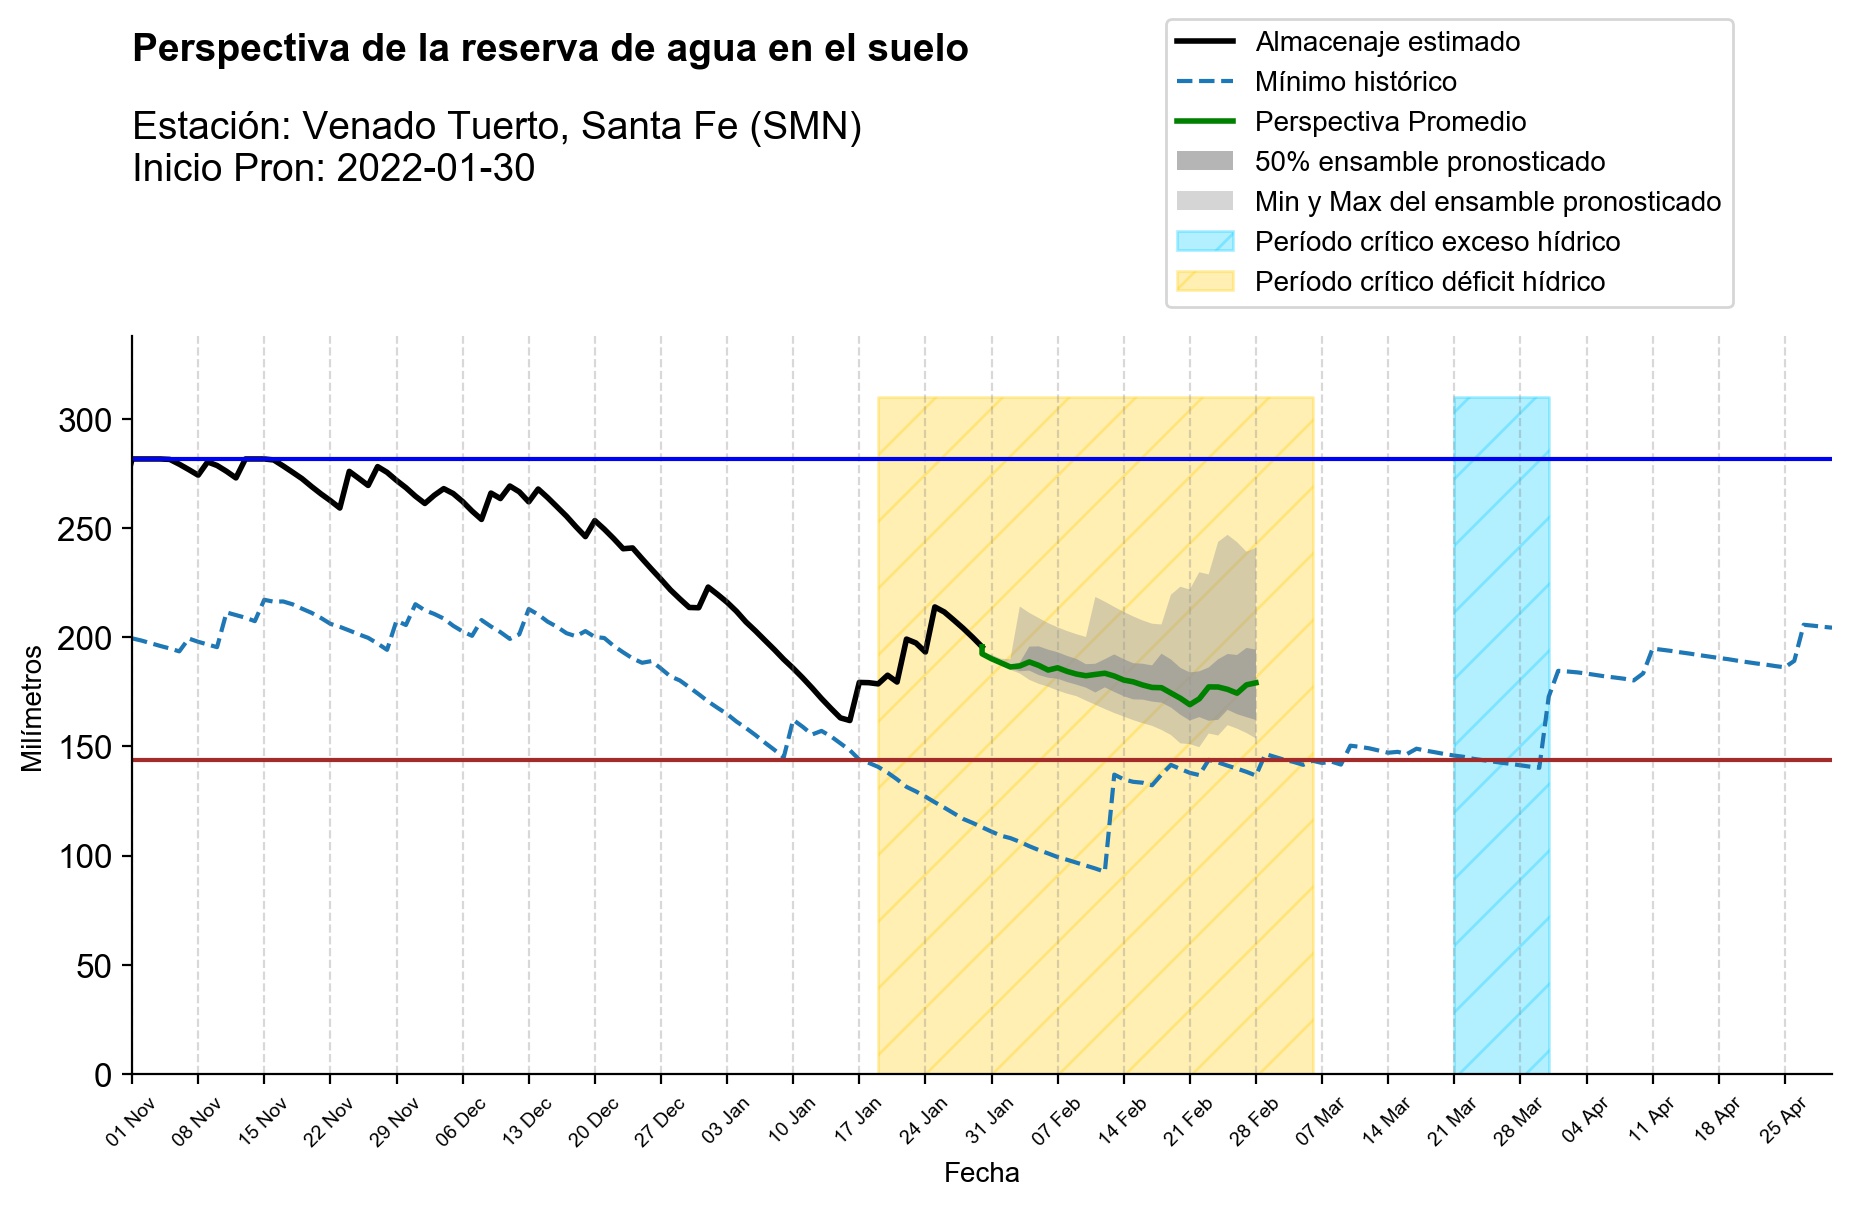 Perspectiva de la reserva de agua en el suelo
Estación: Venado Tuerto, Santa Fe (SMN)
Inicio Pron: 2022-01-30
Almacenaje estimado
Mínimo histórico
Perspectiva Promedio
50% ensamble pronosticado
Min y Max del ensamble pronosticado
Período crítico exceso hídrico
Período crítico déficit hídrico
Milímetros
300
250
200
150
100
50
0
01 Nov
08 Nov
15 Nov
22 Nov
29 Nov
06 Dec
13 Dec
20 Dec
27 Dec
03 Jan
10 Jan
17 Jan
24 Jan
31 Jan
07 Feb
14 Feb
21 Feb
28 Feb
07 Mar
14 Mar
21 Mar
28 Mar
04 Apr
11 Apr
18 Apr
25 Apr
Fecha